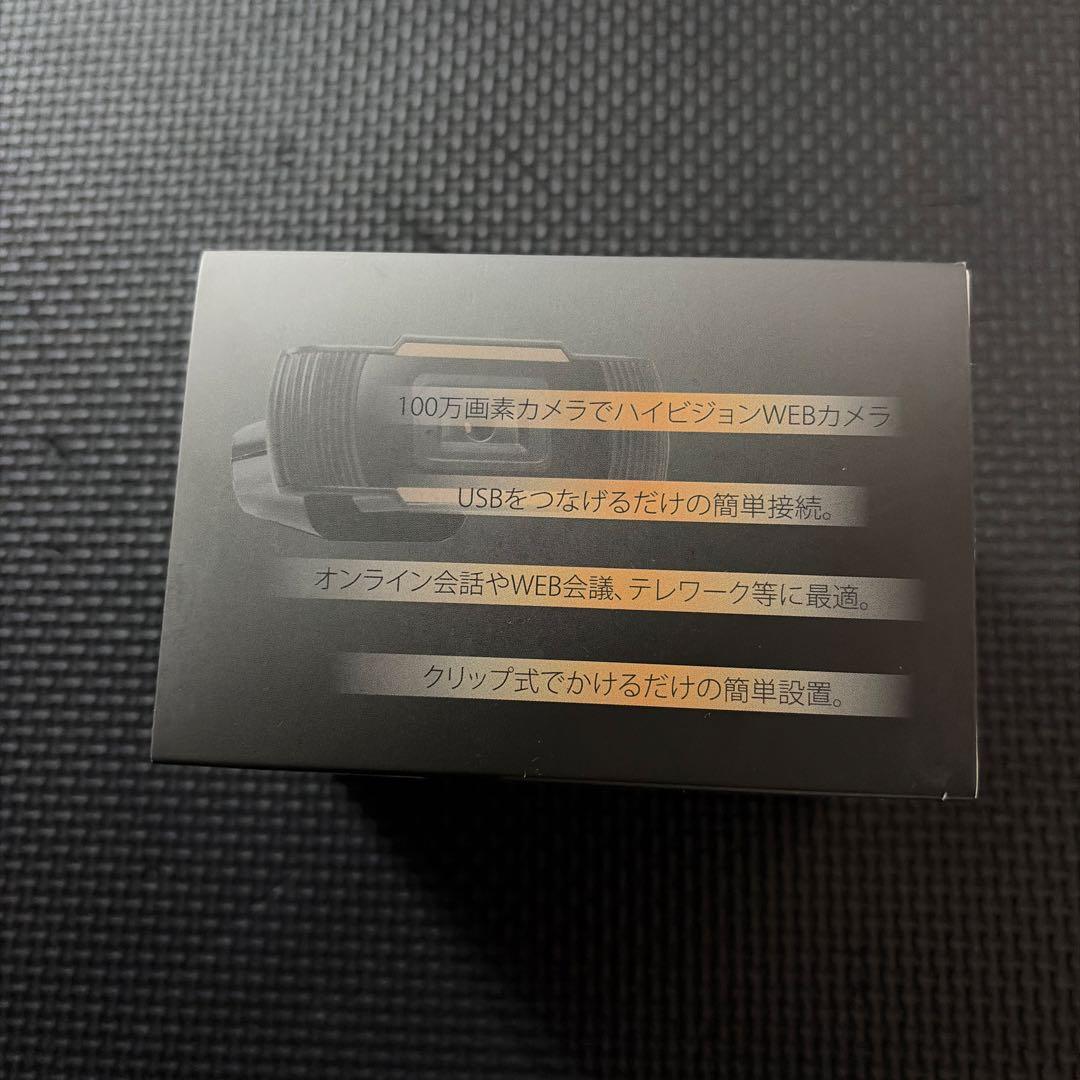 100万画素カメラでハイビジョンWEBカメラ
USBをつなげるだけの簡単接続。
オンライン会話やWEB会議、テレワーク等に最適。
クリップ式でかけるだけの簡単設置。